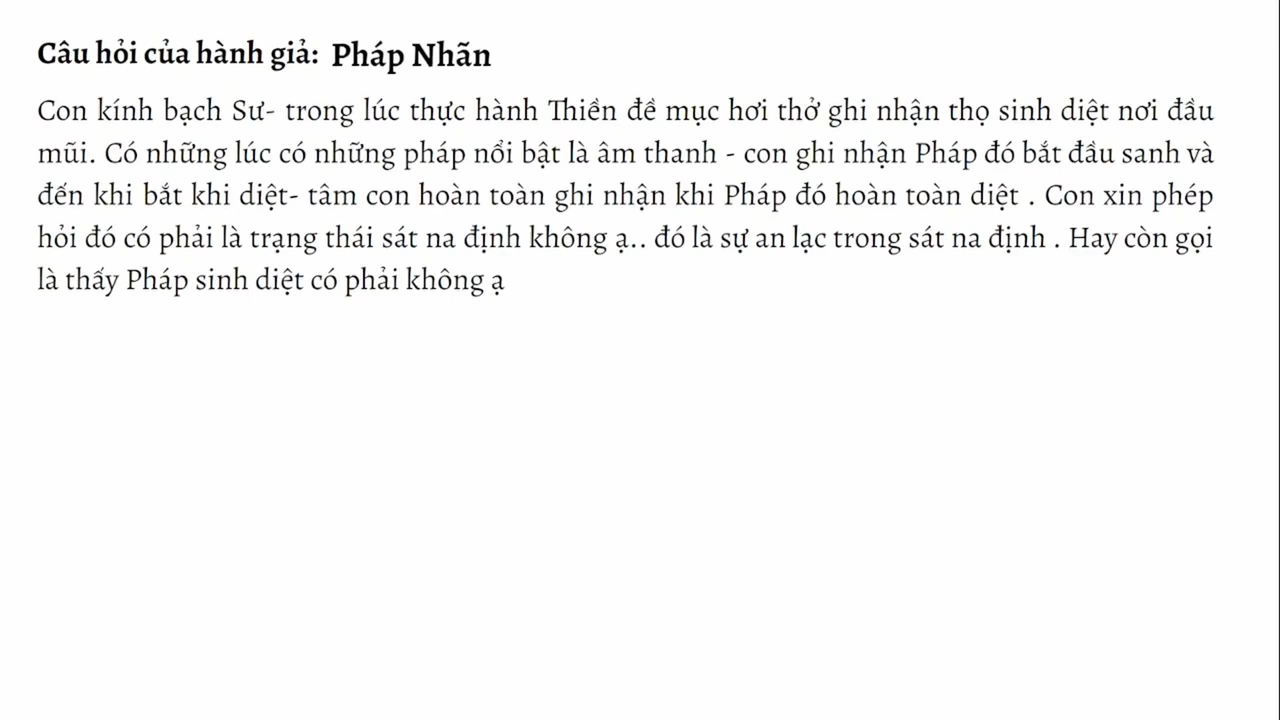 Câu hỏi của hành giả: Pháp Nhãn
Con kính bạch Sư- trong lúc thực hành Thiền đề mục hơi thở ghi nhận thọ sinh diệt nơi đầu
mũi. Có những lúc có những pháp nổi bật là âm thanh - con ghi nhận Pháp đó bắt đầu sanh và
đến khi bắt khi diệt- tâm con hoàn toàn ghi nhận khi Pháp đó hoàn toàn diệt . Con xin phép
hỏi đó có phải là trạng thái sát na định không ạ.. đó là sự an lạc trong sát na định . Hay còn gọi
là thấy Pháp sinh diệt có phải không ạ